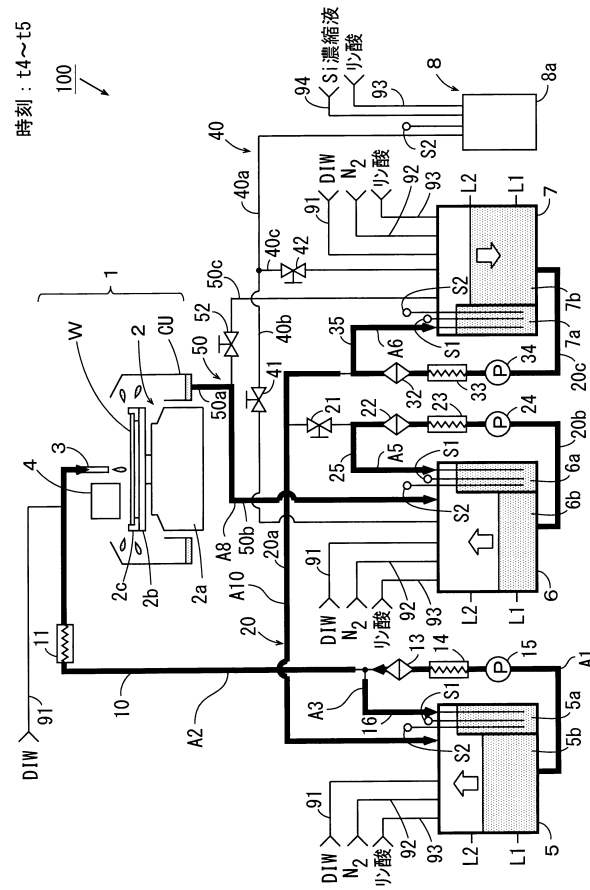 時刻：t4～t5
100
Si濃縮液
リン酸
94
93
8
8a
S2
40
40a
DIW
N2
リン酸
91
92
93
L2
L1
7
40c
42
50c
40b
1
52
50
CU
50a
2
W
3
4
41
35
A6
S1
S2
7b
7a
32
33
34
P
20c
21
22
23
24
P
20b
25
A5
S1
S2
6a
6b
6
A8
50b
20a
A10
20
2a
2b
2c
DIW
N2
リン酸
91
92
93
L2
L1
11
10
91
DIW
A2
A3
16
13
14
15
P
A1
S1
S2
5a
5b
5
DIW
N2
リン酸
91
92
93
L2
L1